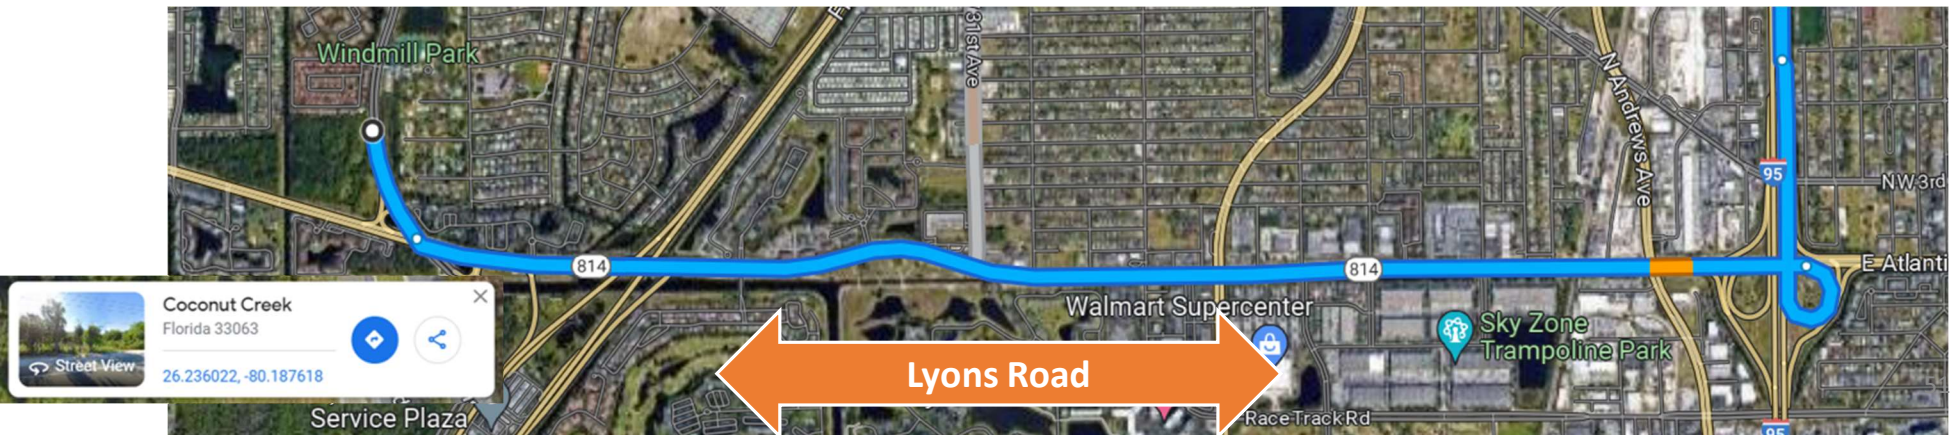 Windmill Park
31st Ave
N Andrews Ave
95
NW 3rd
814
814
E Atlanti
Coconut Creek
Florida 33063
Street View
26.236022, -80.187618
Walmart Supercenter
Sky Zone
Trampoline Park
Lyons Road
Service Plaza
Race Track Rd
95